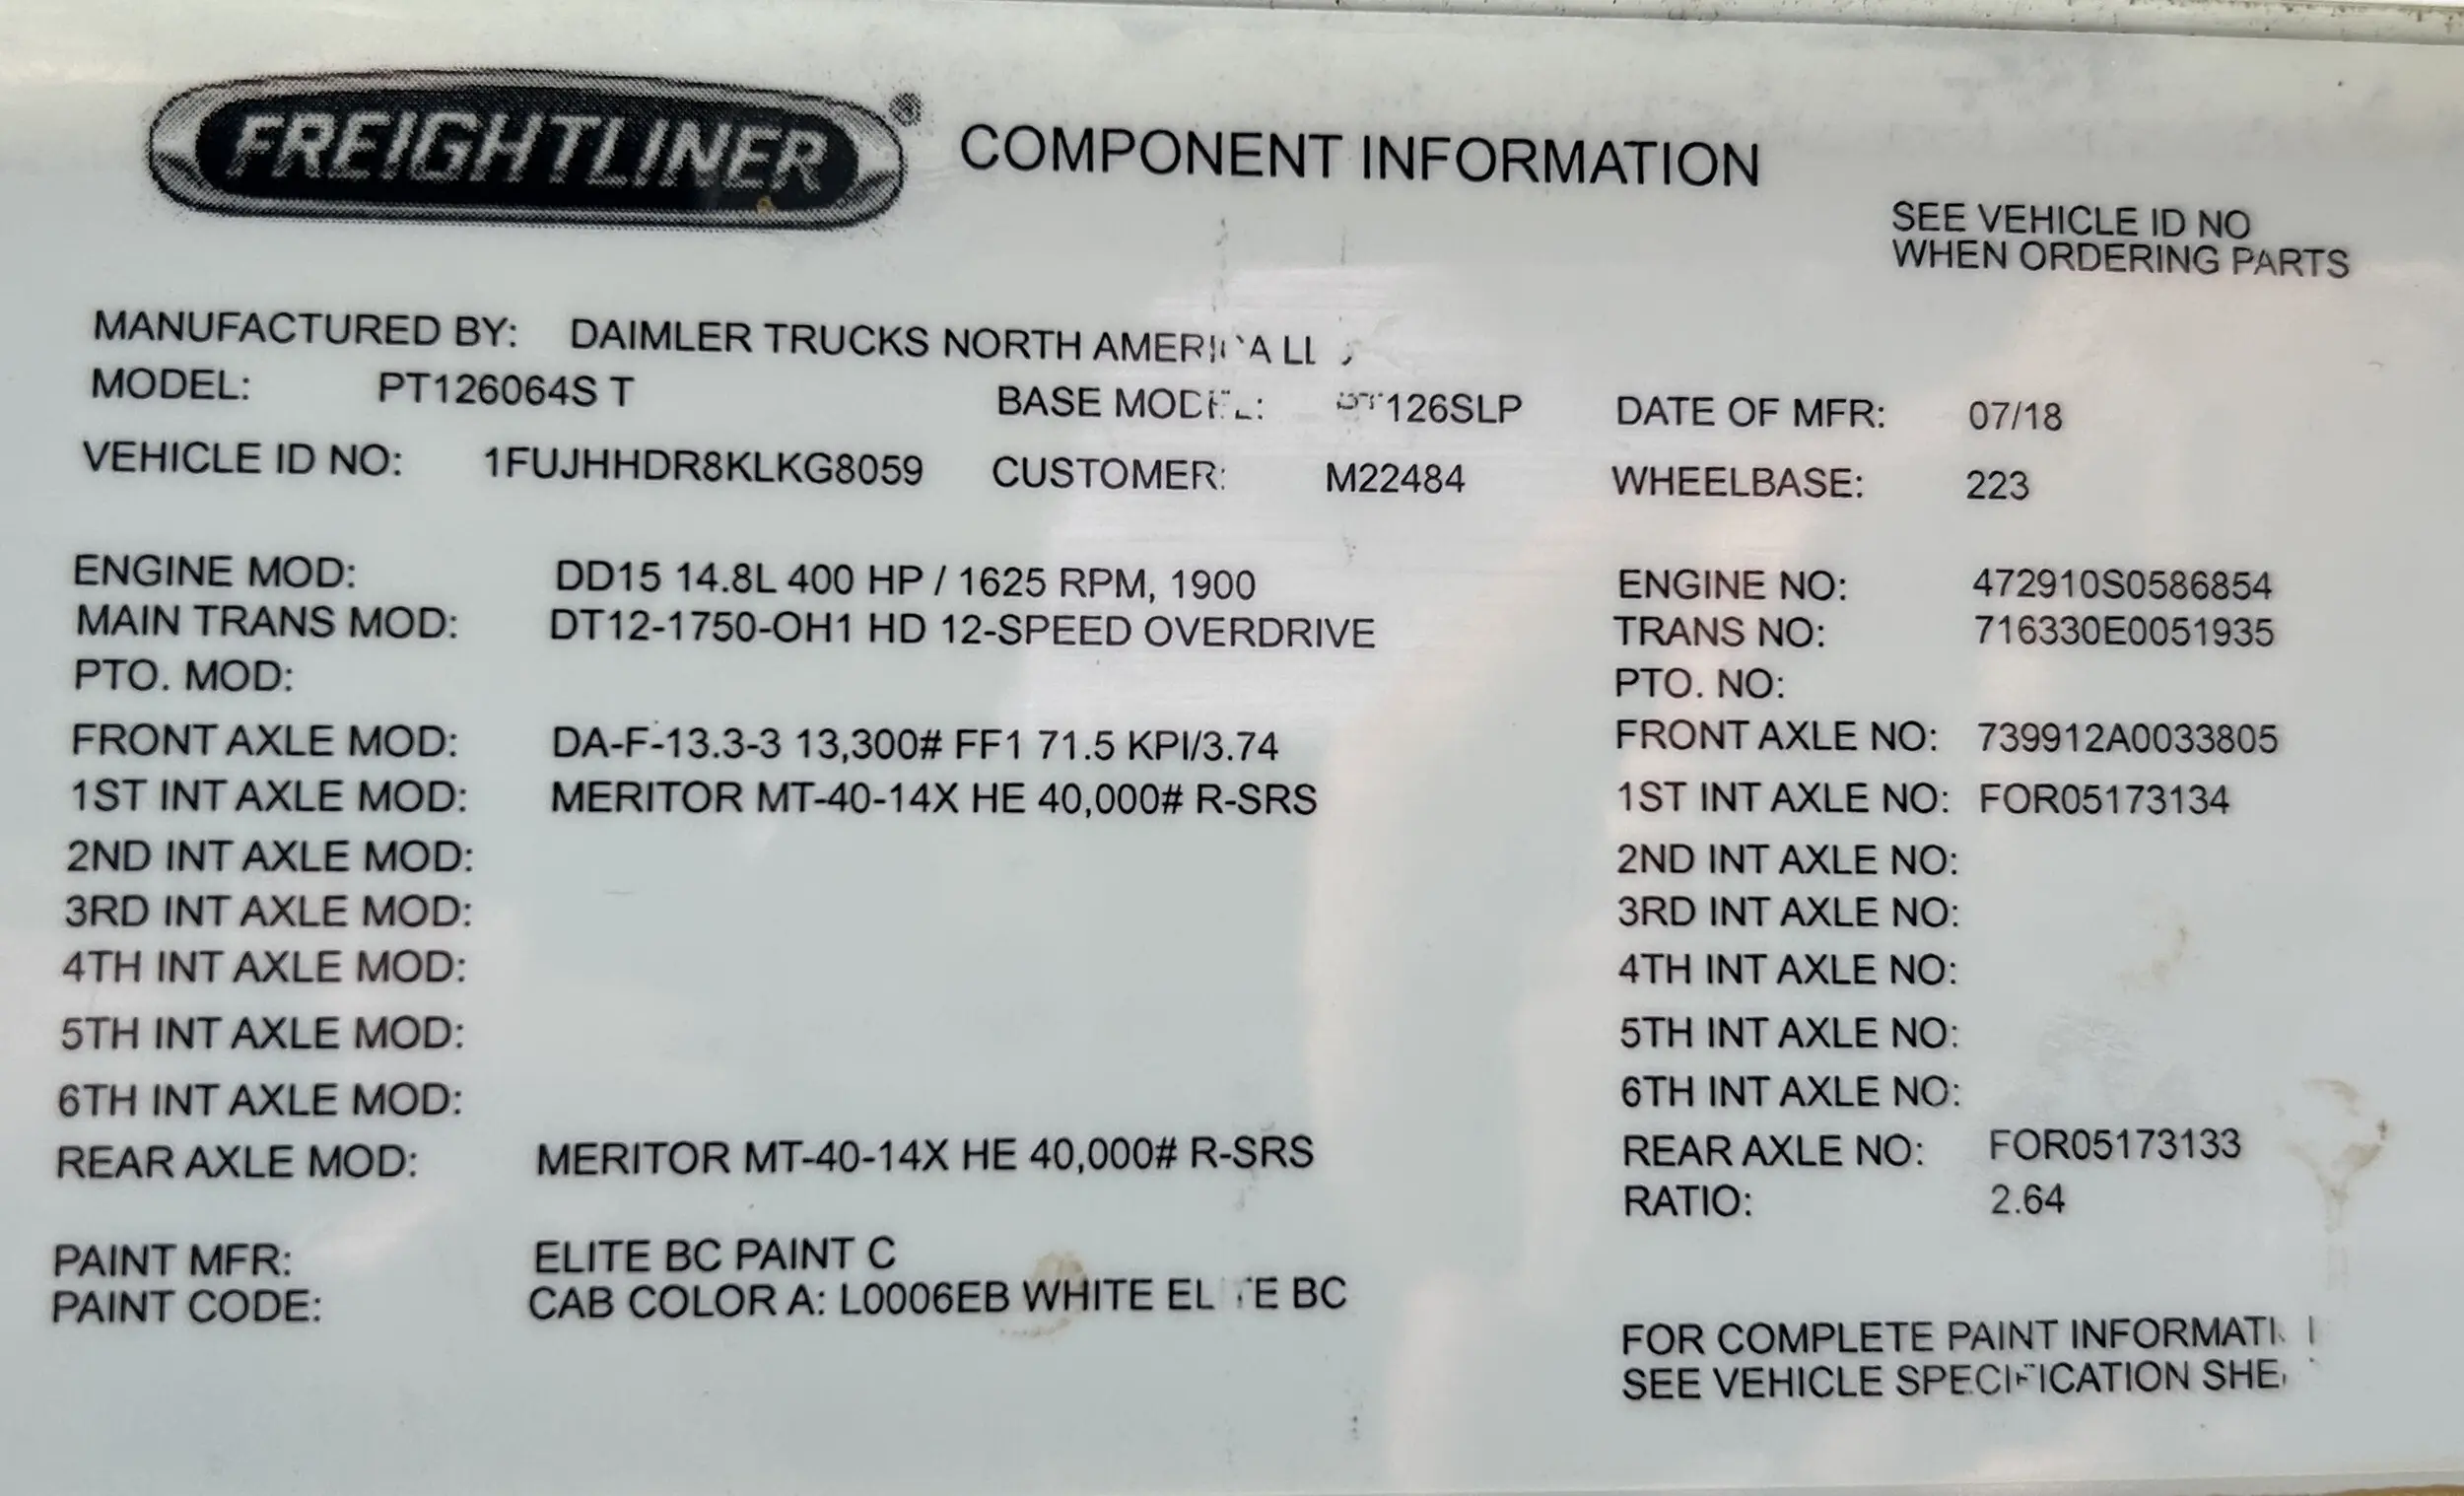 FREIGHTLINER® COMPONENT INFORMATION
SEE VEHICLE ID NO
WHEN ORDERING PARTS
MANUFACTURED BY: DAIMLER TRUCKS NORTH AMERICA
MODEL: PT126064S T BASE MODEL: PT126SLP DATE OF MFR: 07/18
VEHICLE ID NO: 1FUJHHDR8KLKG8059 CUSTOMER: M22484 WHEELBASE: 223
ENGINE MOD: DD15 14.8L 400 HP / 1625 RPM, 1900 ENGINE NO: 472910S0586854
MAIN TRANS MOD: DT12-1750-OH1 HD 12-SPEED OVERDRIVE TRANS NO: 716330E0051935
PTO. MOD: PTO. NO:
FRONT AXLE MOD: DA-F-13.3-3 13,300# FF1 71.5 KPI/3.74 FRONT AXLE NO: 739912A0033805
1ST INT AXLE MOD: MERITOR MT-40-14X HE 40,000# R-SRS 1ST INT AXLE NO: FOR05173134
2ND INT AXLE MOD: 2ND INT AXLE NO:
3RD INT AXLE MOD: 3RD INT AXLE NO:
4TH INT AXLE MOD: 4TH INT AXLE NO:
5TH INT AXLE MOD: 5TH INT AXLE NO:
6TH INT AXLE MOD: 6TH INT AXLE NO:
REAR AXLE MOD: MERITOR MT-40-14X HE 40,000# R-SRS REAR AXLE NO: FOR05173133
RATIO: 2.64
PAINT MFR: ELITE BC PAINT C
PAINT CODE: CAB COLOR A: L0006EB WHITE ELITE BC
FOR COMPLETE PAINT
SEE VEHICLE SPECIFICATION